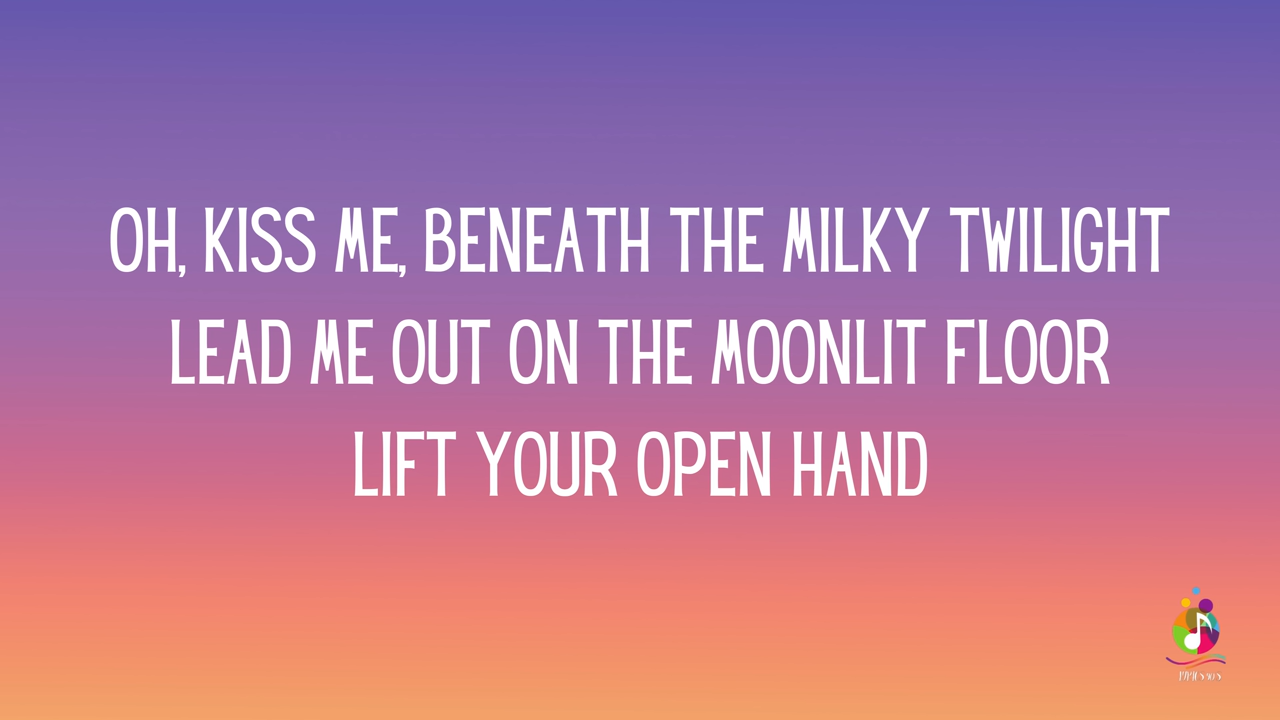 OH, KISS ME, BENEATH THE MILKY TWILIGHT
LEAD ME OUT ON THE MOONLIT FLOOR
LIFT YOUR OPEN HAND